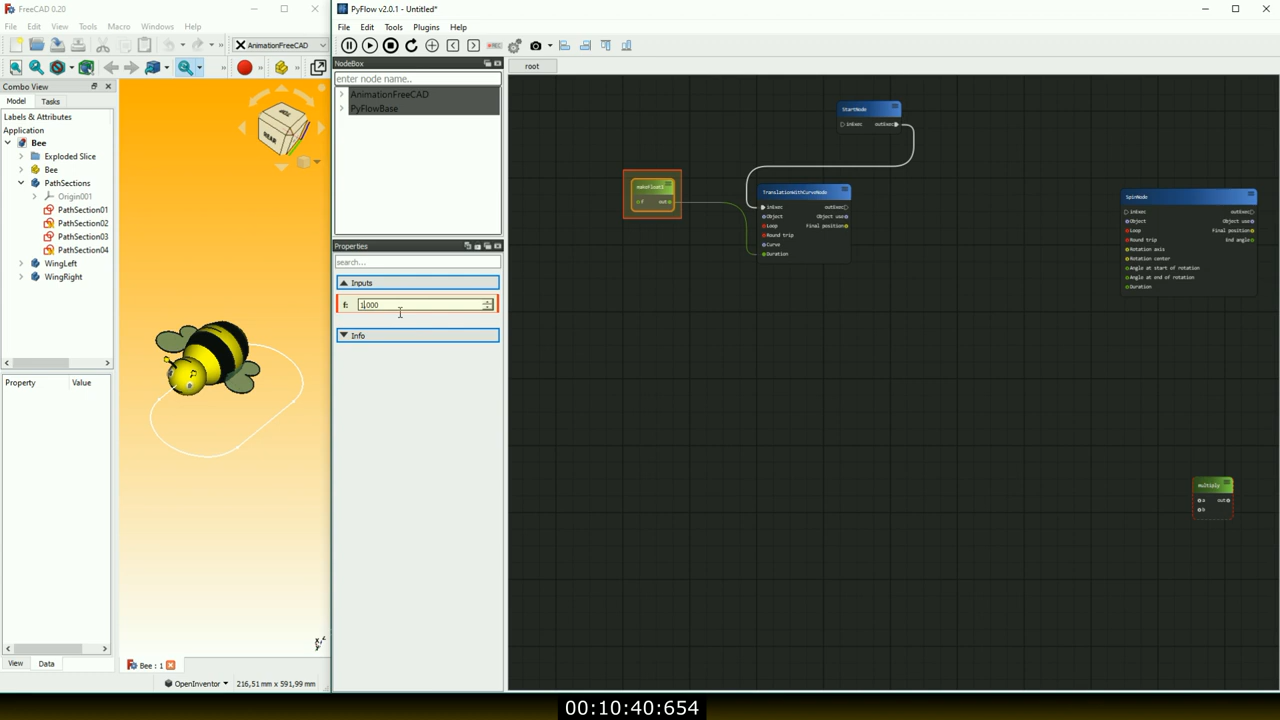 FreeCAD 0.20
File Edit View Tools Macro Windows Help
AnimationFreeCAD
Combo View
Model Tasks
Labels & Attributes
Application
Bee
Exploded Slice
Bee
PathSections
Origin001
PathSection01
PathSection02
PathSection03
PathSection04
WingLeft
WingRight
Property Value
View Data
REAR
Bee : 1
OpenInventor 216,51 mm x 591,99 mm
PyFlow v2.0.1 - Untitled*
File Edit Tools Plugins Help
REC
NodeBox
enter node name..
AnimationFreeCAD
PyFlowBase
Properties
search...
Inputs
f: 1,000
Info
root
StartNode
inExec outExec
makeFloat1
f out
TranslationWithCurveNode
inExec outExec
Object Object use
Loop Final position
Round trip
Curve
Duration
SpinNode
inExec outExec
Object Object use
Loop Final position
Round trip End angle
Rotation axis
Rotation center
Angle at start of rotation
Angle at end of rotation
Duration
multiply
a out
b
00:10:40:654